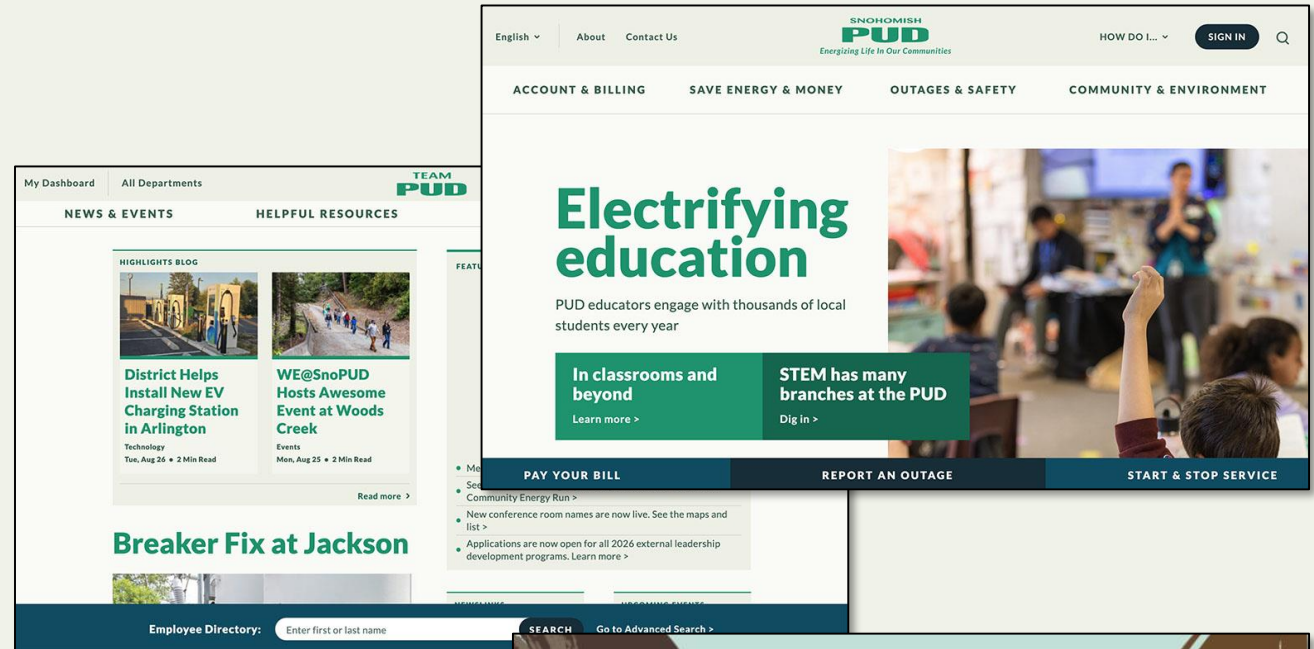 English
About
Contact Us
SNOHOMISH
PUD
Energizing Life In Our Communities
HOW DO I...
SIGN IN
ACCOUNT & BILLING
SAVE ENERGY & MONEY
OUTAGES & SAFETY
COMMUNITY & ENVIRONMENT
Electrifying
education
PUD educators engage with thousands of local
students every year
In classrooms and
beyond
Learn more >
STEM has many
branches at the PUD
Dig in >
PAY YOUR BILL
REPORT AN OUTAGE
START & STOP SERVICE
My Dashboard
All Departments
TEAM
PUD
NEWS & EVENTS
HELPFUL RESOURCES
HIGHLIGHTS BLOG
District Helps
Install New EV
Charging Station
in Arlington
Technology
Tue, Aug 26 • 2 Min Read
WE@SnoPUD
Hosts Awesome
Event at Woods
Creek
Events
Mon, Aug 25 • 2 Min Read
Read more >
Breaker Fix at Jackson
Community Energy Run >
New conference room names are now live. See the maps and
list >
Applications are now open for all 2026 external leadership
development programs. Learn more >
Employee Directory:
Enter first or last name
SEARCH
Go to Advanced Search >